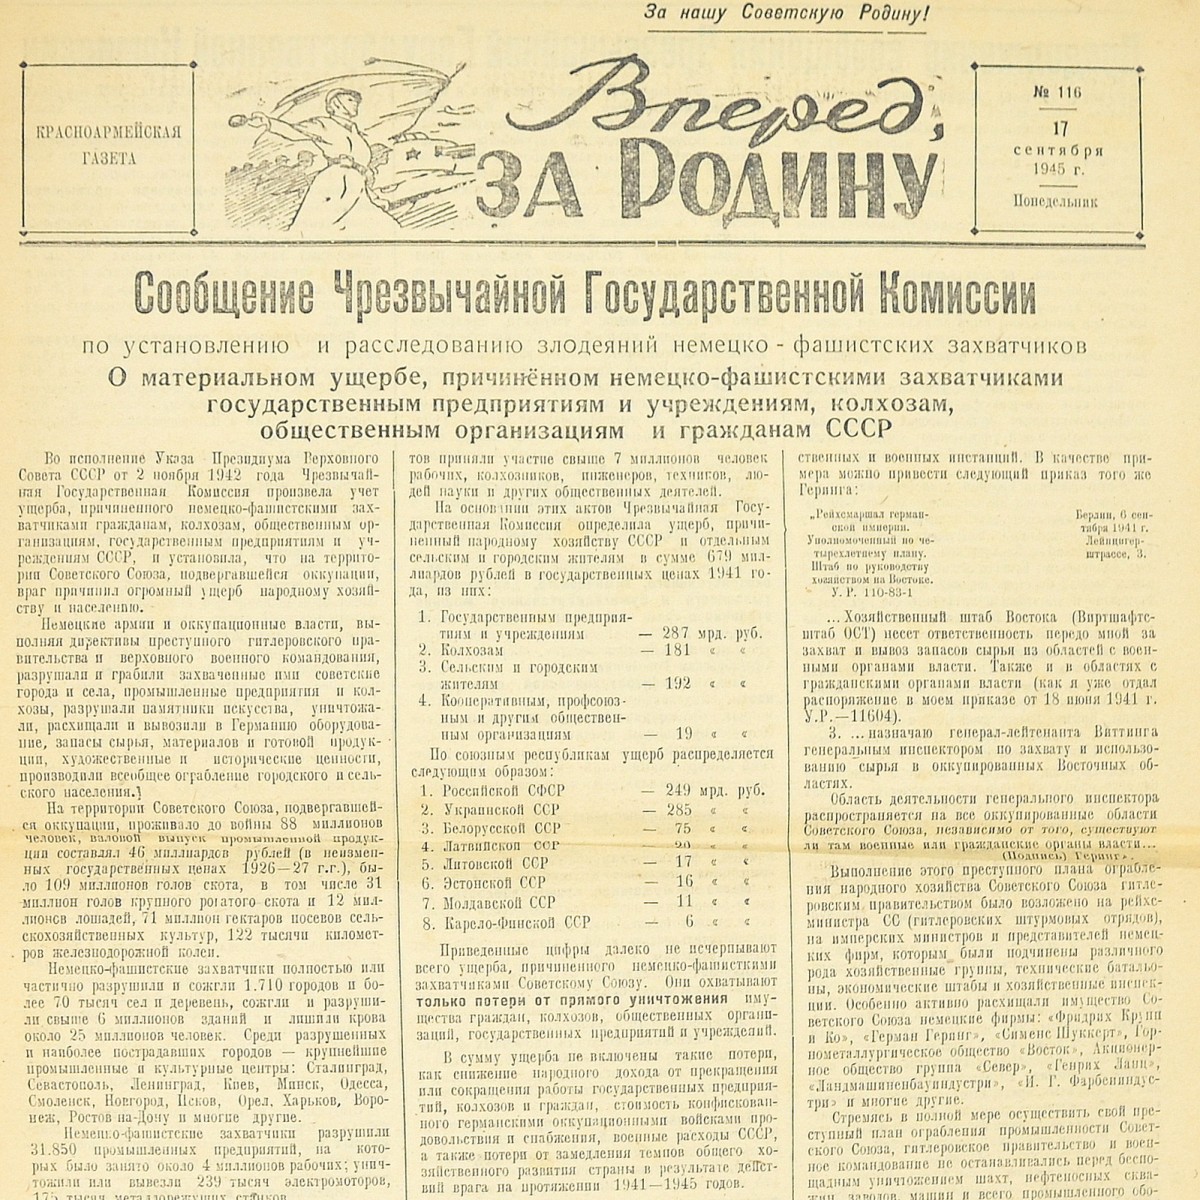 За нашу Советскую Родину!
КРАСНОАРМЕЙСКАЯ
ГАЗЕТА
Вперед,
ЗА РОДИНУ
№ 116
17
сентября
1945 г.
Понедельник
Сообщение Чрезвычайной Государственной Комиссии
по установлению и расследованию злодеяний немецко-фашистских захватчиков
О материальном ущербе, причинённом немецко-фашистскими захватчиками
государственным предприятиям и учреждениям, колхозам,
общественным организациям и гражданам СССР
Во исполнение Указа Президиума Верховного
Совета СССР от 2 ноября 1942 года Чрезвычай-
ная Государственная Комиссия произвела учет
ущерба, причиненного немецко-фашистскими зах-
ватчиками гражданам, колхозам, общественным ор-
ганизациям, государственным предприятиям и уч-
реждениям СССР, и установила, что на террито-
рии Советского Союза, подвергавшейся оккупации,
враг причинил огромный ущерб народному хозяй-
ству и населению.
Немецкие армии и оккупационные власти, вы-
полняя директивы преступного гитлеровского пра-
вительства и верховного военного командования,
разрушали и грабили захваченные ими советские
города и села, промышленные предприятия и кол-
хозы, разрушали памятники искусства, уничтожа-
ли, расхищали и вывозили в Германию оборудова-
ние, запасы сырья, материалов и готовой продук-
ции, художественные и исторические ценности,
производили всеобщее ограбление городского и сель-
ского населения.
На территории Советского Союза, подвергавшей-
ся оккупации, проживало до войны 88 миллионов
человек, валовой выпуск промышленной продук-
ции составлял 46 миллиардов рублей (в неизмен-
ных государственных ценах 1926—27 г.г.), бы-
ло 109 миллионов голов скота, в том числе 31
миллион голов крупного рогатого скота и 12 мил-
лионов лошадей, 71 миллион гектаров посевов сель-
скохозяйственных культур, 122 тысячи километ-
ров железнодорожной колеи.
Немецко-фашистские захватчики полностью или
частично разрушили и сожгли 1.710 городов и бо-
лее 70 тысяч сел и деревень, сожгли и разруши-
ли свыше 6 миллионов зданий и лишили крова
около 25 миллионов человек. Среди разрушенных
и наиболее пострадавших городов — крупнейшие
промышленные и культурные центры: Сталинград,
Севастополь, Ленинград, Киев, Минск, Одесса,
Смоленск, Новгород, Псков, Орел, Харьков, Воро-
неж, Ростов на-Дону и многие другие.
Немецко-фашистские захватчики разрушили
31.850 промышленных предприятий, на кото-
рых было занято около 4 миллионов рабочих; унич-
тожили или вывезли 239 тысяч электромоторов,
175 тысяч металлорежущих станков.
тов приняли участие свыше 7 миллионов человек
рабочих, колхозников, инженеров, техников, лю-
дей науки и других общественных деятелей.
На основании этих актов Чрезвычайная Госу-
дарственная Комиссия определила ущерб, причи-
ненный народному хозяйству СССР и отдельным
сельским и городским жителям в сумме 679 мил-
лиардов рублей в государственных ценах 1941 го-
да, из них:
1. Государственным предприя-
тиям и учреждениям — 287 мрд. руб.
2. Колхозам — 181 « «
3. Сельским и городским
жителям — 192 « «
4. Кооперативным, профсоюз-
ным и другим обществен-
ным организациям — 19 « «
По союзным республикам ущерб распределяется
следующим образом:
1. Российской СФСР — 249 мрд. руб.
2. Украинской ССР — 285 « «
3. Белорусской ССР — 75 « «
4. Латвийской ССР — 20 « «
5. Литовской ССР — 17 « «
6. Эстонской ССР — 16 « «
7. Молдавской ССР — 11 « «
8. Карело-Финской ССР — 6 « «
Приведенные цифры далеко не исчерпывают
всего ущерба, причиненного немецко-фашисткими
захватчиками Советскому Союзу. Они охватывают
только потери от прямого уничтожения иму-
щества граждан, колхозов, общественных органи-
заций, государственных предприятий и учреждений.
В сумму ущерба не включены такие потери,
как снижение народного дохода от прекращения
или сокращения работы государственных предприя-
тий, колхозов и граждан, стоимость конфискован-
ного германскими оккупационными войсками про-
довольствия и снабжения, военные расходы СССР,
а также потери от замедления темпов общего хо-
зяйственного развития страны в результате дейст-
вий врага на протяжении 1941—1945 годов.
ственных и военных инстанций. В качестве при-
мера можно привести следующий приказ того же
Геринга:
„Рейхсмаршал герман-
ской империи.
Уполномоченный по че-
тырехлетнему плану.
Штаб по руководству
хозяйством на Востоке.
У. Р. 110-83-1
Берлин, 6 сен-
тября 1941 г.
Лейпцигер-
штрассе, 3.
... Хозяйственный штаб Востока (Виртшафтс-
штаб ОСТ) несет ответственность передо мной за
захват и вывоз запасов сырья из областей с воен-
ными органами власти. Также и в областях с
гражданскими органами власти (как я уже отдал
распоряжение в моем приказе от 18 июня 1941 г.
У.Р.—11604).
3. ...назначаю генерал-лейтенанта Виттинга
генеральным инспектором по захвату и использо-
ванию сырья в оккупированных Восточных об-
ластях.
Область деятельности генерального инспектора
распространяется на все оккупированные области
Советского Союза, независимо от того, существуют
ли там военные или гражданские органы власти...
(Подпись) Геринг».
Выполнение этого преступного плана ограбле-
ния народного хозяйства Советского Союза гитле-
ровским правительством было возложено на рейхс-
министра СС (гитлеровских штурмовых отрядов),
на имперских министров и представителей немец-
ких фирм, которым были подчинены различного
рода хозяйственные группы, технические батальо-
ны, экономические штабы и хозяйственные инспек-
ции. Особенно активно расхищали имущество Со-
ветского Союза немецкие фирмы: «Фридрих Крупп
и Ко», «Герман Геринг», «Сименс Шуккерт», Гор-
нометаллургическое общество «Восток», Акционер-
ное общество группа «Север», «Генрих Ланц»,
«Ландмашиненбауиндустри», «И. Г. Фарбениндус-
три» и многие другие.
Стремясь в полной мере осуществить свой пре-
ступный план ограбления промышленности Совет-
ского Союза, гитлеровское правительство и воен-
ное командование не останавливались перед беспо-
щадным уничтожением шахт, нефтеносных сква-
жин, заводов, машин и всего промышленного обо-